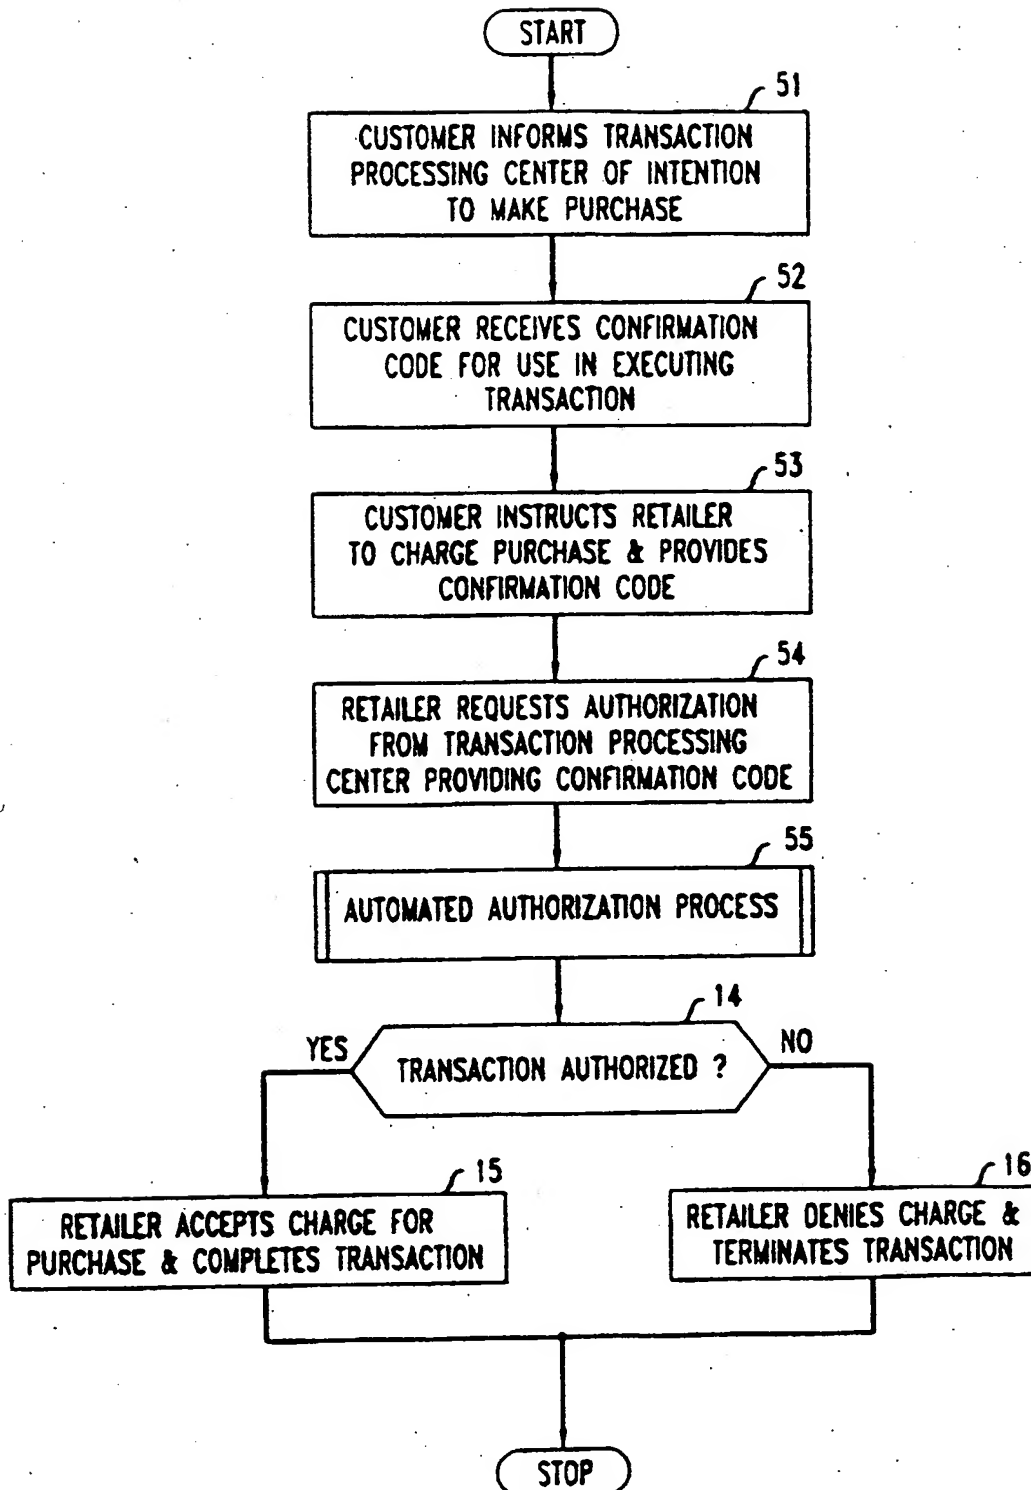 START
51
CUSTOMER INFORMS TRANSACTION
PROCESSING CENTER OF INTENTION
TO MAKE PURCHASE
52
CUSTOMER RECEIVES CONFIRMATION
CODE FOR USE IN EXECUTING
TRANSACTION
53
CUSTOMER INSTRUCTS RETAILER
TO CHARGE PURCHASE & PROVIDES
CONFIRMATION CODE
54
RETAILER REQUESTS AUTHORIZATION
FROM TRANSACTION PROCESSING
CENTER PROVIDING CONFIRMATION CODE
55
AUTOMATED AUTHORIZATION PROCESS
14
YES
TRANSACTION AUTHORIZED ?
NO
15
RETAILER ACCEPTS CHARGE FOR
PURCHASE & COMPLETES TRANSACTION
16
RETAILER DENIES CHARGE &
TERMINATES TRANSACTION
STOP